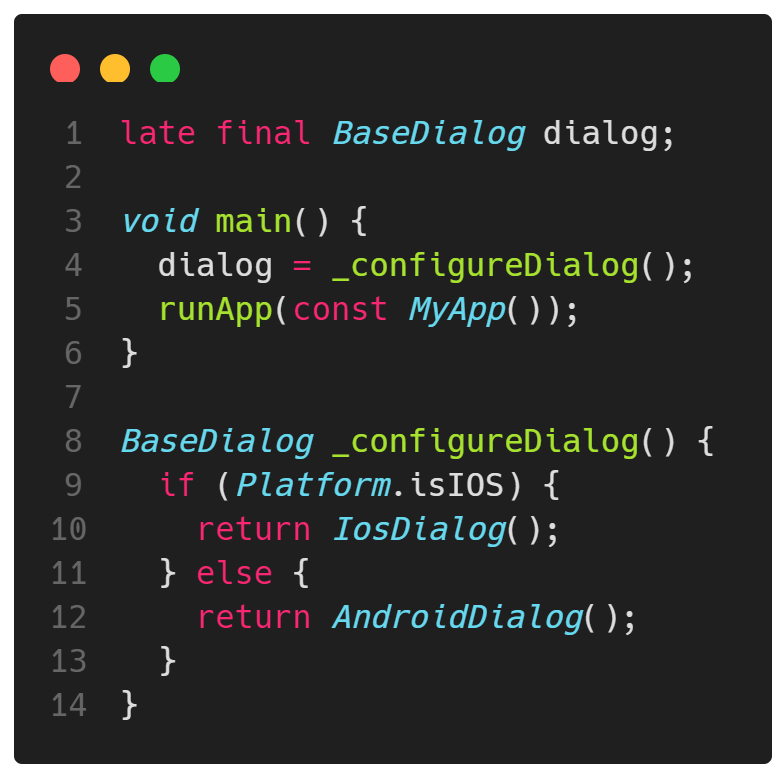 1 late final BaseDialog dialog;
2
3 void main() {
4   dialog = _configureDialog();
5   runApp(const MyApp());
6 }
7
8 BaseDialog _configureDialog() {
9   if (Platform.isIOS) {
10     return IosDialog();
11   } else {
12     return AndroidDialog();
13   }
14 }